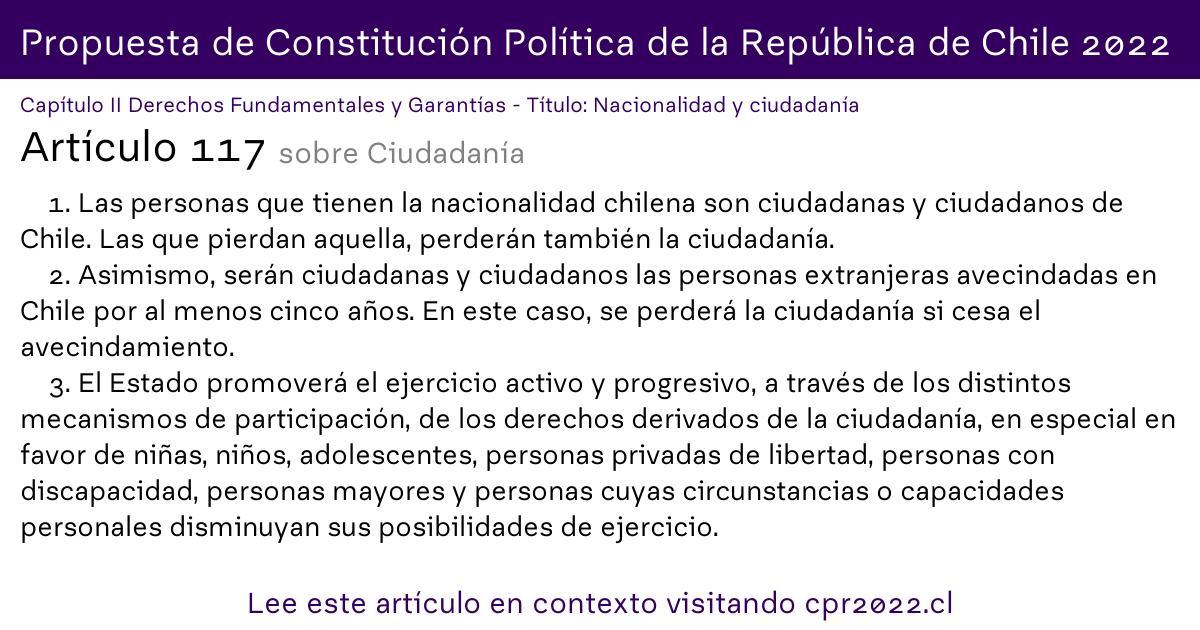 Propuesta de Constitución Política de la República de Chile 2022
Capítulo II Derechos Fundamentales y Garantías - Título: Nacionalidad y ciudadanía
Artículo 117 sobre Ciudadanía
1. Las personas que tienen la nacionalidad chilena son ciudadanas y ciudadanos de
Chile. Las que pierdan aquella, perderán también la ciudadanía.
2. Asimismo, serán ciudadanas y ciudadanos las personas extranjeras avecindadas en
Chile por al menos cinco años. En este caso, se perderá la ciudadanía si cesa el
avecindamiento.
3. El Estado promoverá el ejercicio activo y progresivo, a través de los distintos
mecanismos de participación, de los derechos derivados de la ciudadanía, en especial en
favor de niñas, niños, adolescentes, personas privadas de libertad, personas con
discapacidad, personas mayores y personas cuyas circunstancias o capacidades
personales disminuyan sus posibilidades de ejercicio.
Lee este artículo en contexto visitando cpr2022.cl